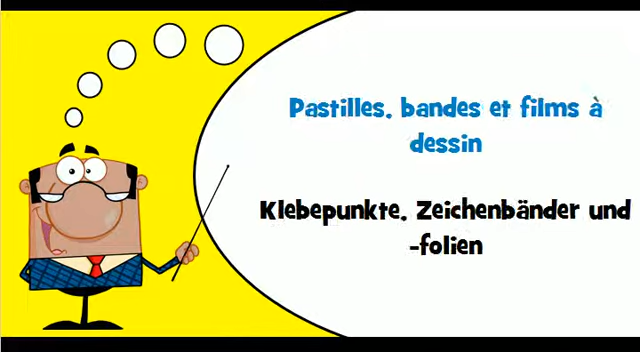 Pastilles, bandes et films à
dessin
Klebepunkte, Zeichenbänder und
-folien